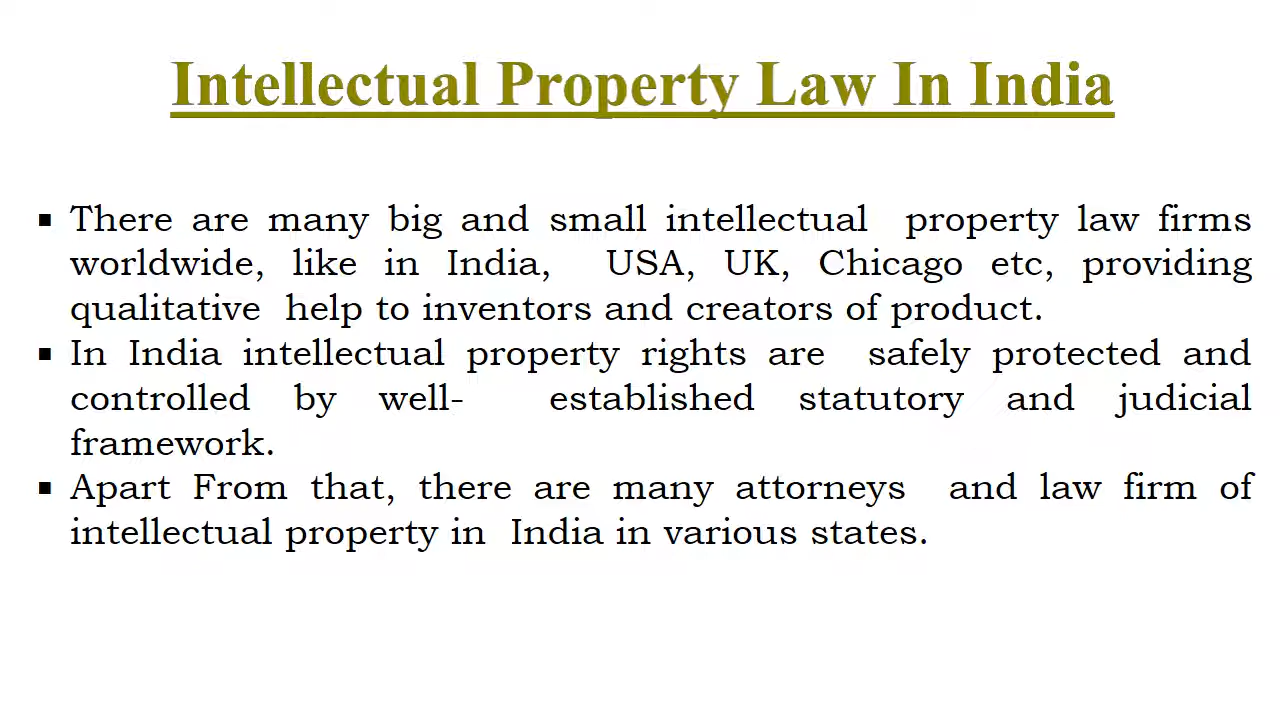 Intellectual Property Law In India
▪ There are many big and small intellectual property law firms
worldwide, like in India, USA, UK, Chicago etc, providing
qualitative help to inventors and creators of product.
▪ In India intellectual property rights are safely protected and
controlled by well- established statutory and judicial
framework.
▪ Apart From that, there are many attorneys and law firm of
intellectual property in India in various states.